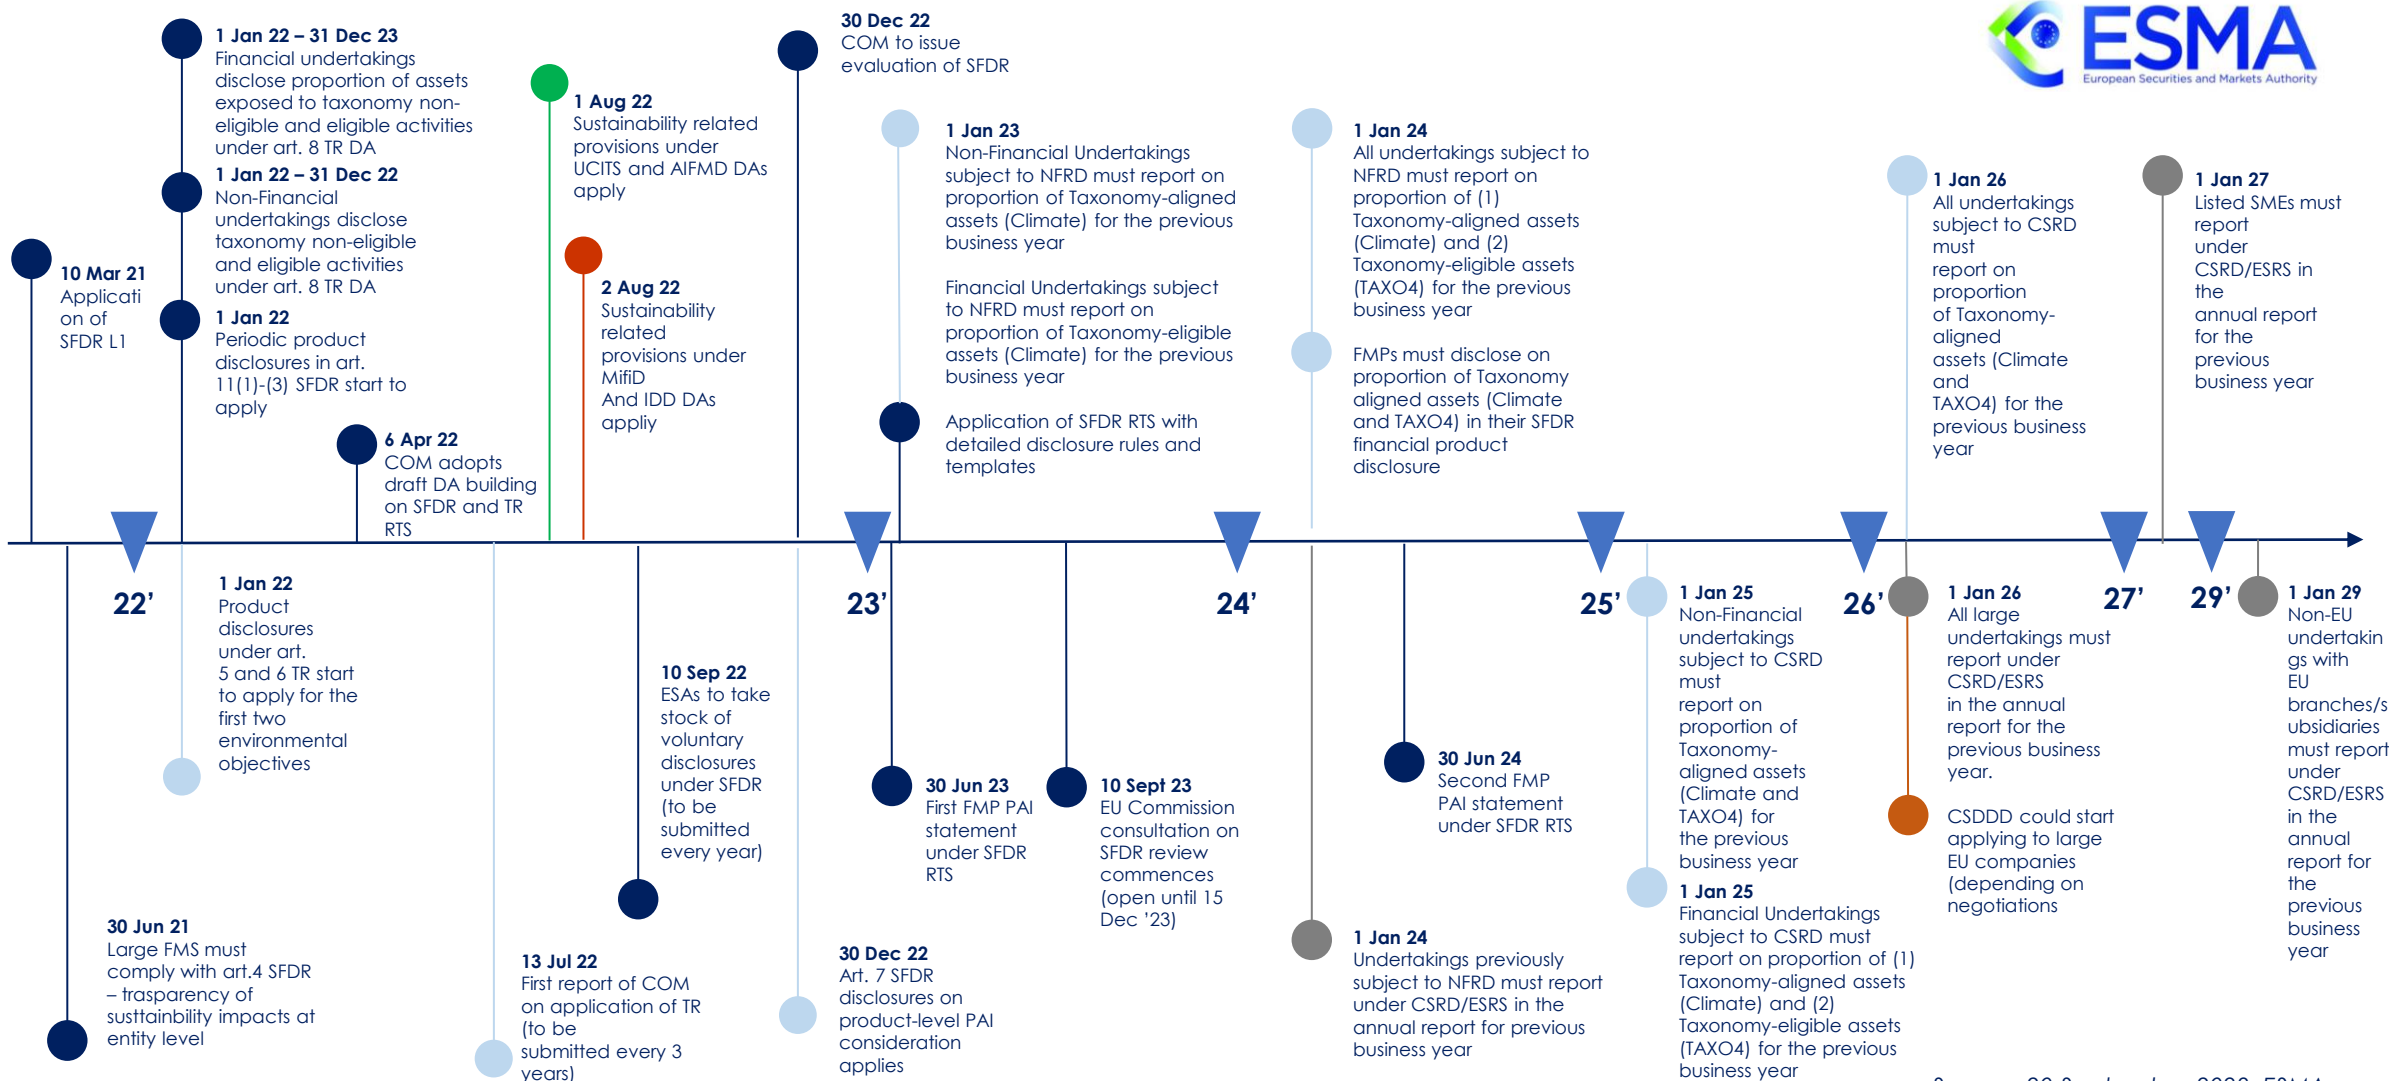 ESMA
European Securities and Markets Authority
1 Jan 22 – 31 Dec 23
Financial undertakings
disclose proportion of assets
exposed to taxonomy non-
eligible and eligible activities
under art. 8 TR DA
1 Jan 22 – 31 Dec 22
Non-Financial
undertakings disclose
taxonomy non-eligible
and eligible activities
under art. 8 TR DA
1 Jan 22
Periodic product
disclosures in art.
11(1)-(3) SFDR start to
apply
10 Mar 21
Applicati
on of
SFDR L1
6 Apr 22
COM adopts
draft DA building
on SFDR and TR
RTS
1 Aug 22
Sustainability related
provisions under
UCITS and AIFMD DAs
apply
2 Aug 22
Sustainability
related
provisions under
MifiD
And IDD DAs
appliy
30 Dec 22
COM to issue
evaluation of SFDR
1 Jan 23
Non-Financial Undertakings
subject to NFRD must report on
proportion of Taxonomy-aligned
assets (Climate) for the previous
business year
Financial Undertakings subject
to NFRD must report on
proportion of Taxonomy-eligible
assets (Climate) for the previous
business year
Application of SFDR RTS with
detailed disclosure rules and
templates
1 Jan 24
All undertakings subject to
NFRD must report on
proportion of (1)
Taxonomy-aligned assets
(Climate) and (2)
Taxonomy-eligible assets
(TAXO4) for the previous
business year
FMPs must disclose on
proportion of Taxonomy
aligned assets (Climate
and TAXO4) in their SFDR
financial product
disclosure
1 Jan 26
All undertakings
subject to CSRD
must
report on
proportion
of Taxonomy-
aligned
assets (Climate
and
TAXO4) for the
previous business
year
1 Jan 27
Listed SMEs must
report
under
CSRD/ESRS in
the
annual report
for the
previous
business year
22’
23’
24’
25’
26’
27’
29’
30 Jun 21
Large FMS must
comply with art.4 SFDR
– trasparency of
susttainbility impacts at
entity level
1 Jan 22
Product
disclosures
under art.
5 and 6 TR start
to apply for the
first two
environmental
objectives
13 Jul 22
First report of COM
on application of TR
(to be
submitted every 3
years)
10 Sep 22
ESAs to take
stock of
voluntary
disclosures
under SFDR
(to be
submitted
every year)
30 Dec 22
Art. 7 SFDR
disclosures on
product-level PAI
consideration
applies
30 Jun 23
First FMP PAI
statement
under SFDR
RTS
10 Sept 23
EU Commission
consultation on
SFDR review
commences
(open until 15
Dec ’23)
1 Jan 24
Undertakings previously
subject to NFRD must report
under CSRD/ESRS in the
annual report for previous
business year
30 Jun 24
Second FMP
PAI statement
under SFDR RTS
1 Jan 25
Non-Financial
undertakings
subject to CSRD
must
report on
proportion of
Taxonomy-
aligned assets
(Climate and
TAXO4) for
the previous
business year
1 Jan 25
Financial Undertakings
subject to CSRD must
report on proportion of (1)
Taxonomy-aligned assets
(Climate) and (2)
Taxonomy-eligible assets
(TAXO4) for the previous
business year
1 Jan 26
All large
undertakings must
report under
CSRD/ESRS
in the annual
report for the
previous business
year.
CSDDD could start
applying to large
EU companies
(depending on
negotiations
1 Jan 29
Non-EU
undertakin
gs with
EU
branches/s
ubsidiaries
must report
under
CSRD/ESRS
in the
annual
report for
the
previous
business
year